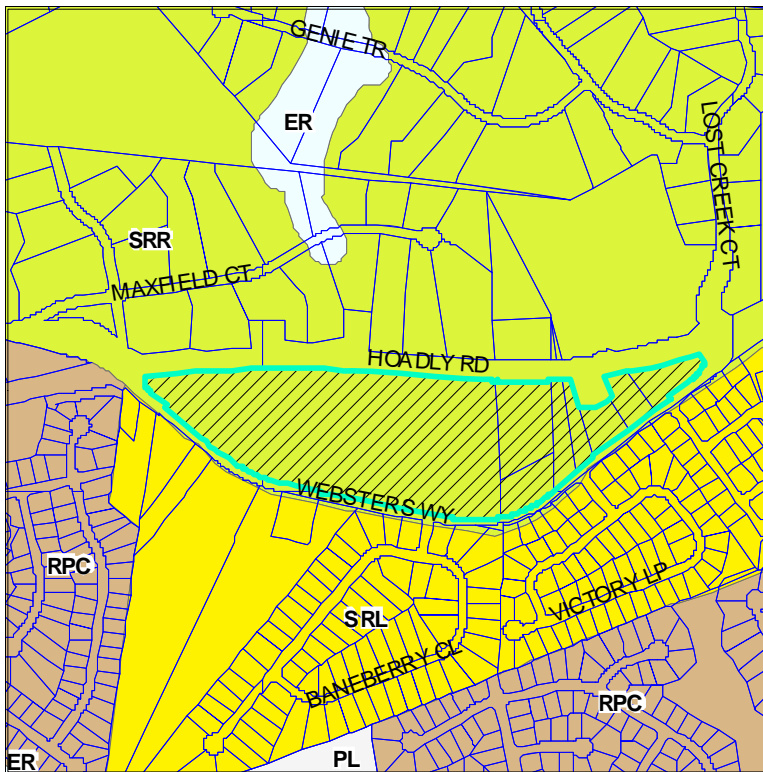 GENIE TR
ER
LOST CREEK CT
SRR
MAXFIELD CT
HOADLY RD
WEBSTERS WY
RPC
VICTORY LP
SRL
BANEBERRY CL
RPC
ER
PL